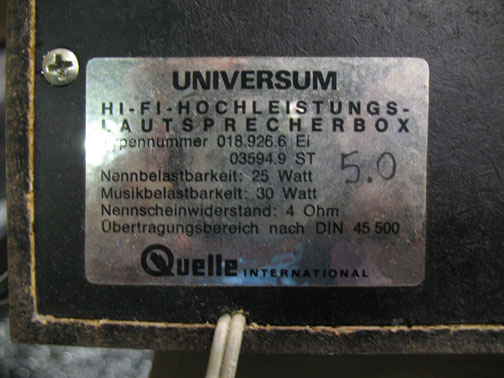 UNIVERSUM
HI-FI-HOCHLEISTUNGS-
LAUTSPRECHERBOX
Typennummer 018.926.6 Ei
03594.9 ST
5.0
Nennbelastbarkeit: 25 Watt
Musikbelastbarkeit: 30 Watt
Nennscheinwiderstand: 4 Ohm
Übertragungsbereich nach DIN 45 500
Quelle INTERNATIONAL